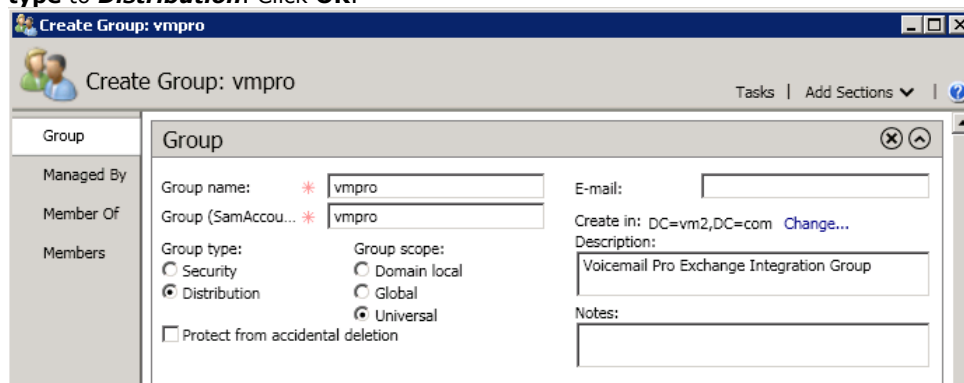 type to Distribution. Click OK.
Create Group: vmpro
Create Group: vmpro
Tasks | Add Sections |
Group
Managed By
Member Of
Members
Group
Group name: * vmpro
Group (SamAccou... * vmpro
Group type:
Security
Distribution
Group scope:
Domain local
Global
Universal
Protect from accidental deletion
E-mail:
Create in: DC=vm2,DC=com Change...
Description:
Voicemail Pro Exchange Integration Group
Notes: